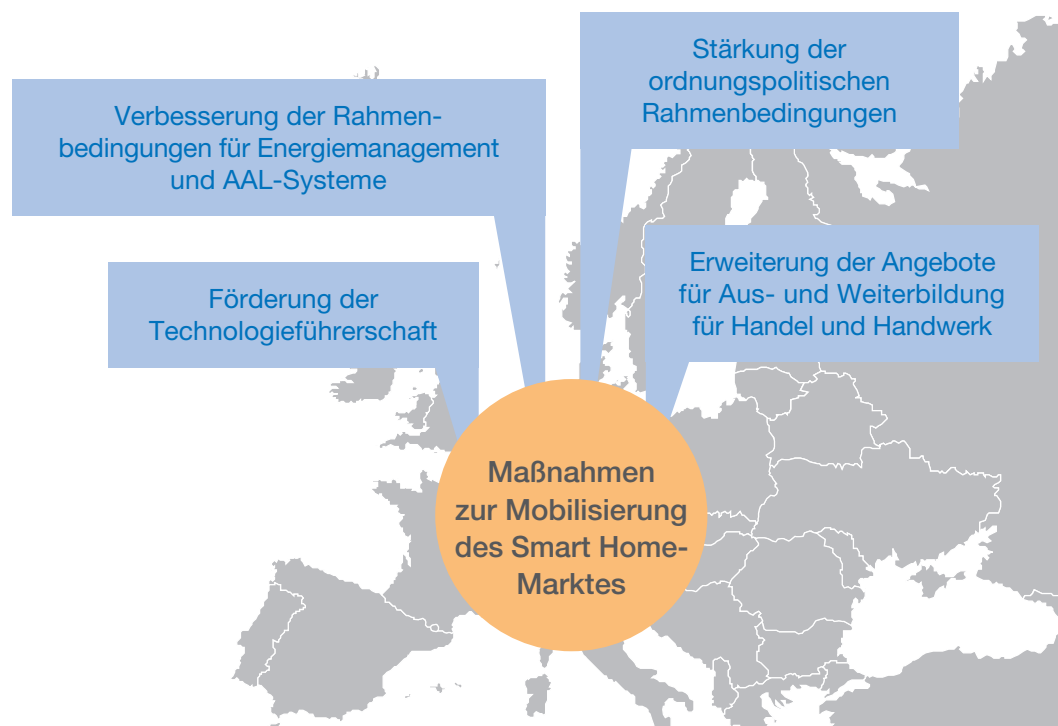 Stärkung der
ordnungspolitischen
Rahmenbedingungen
Verbesserung der Rahmen-
bedingungen für Energiemanagement
und AAL-Systeme
Erweiterung der Angebote
für Aus- und Weiterbildung
für Handel und Handwerk
Förderung der
Technologieführerschaft
Maßnahmen
zur Mobilisierung
des Smart Home-
Marktes